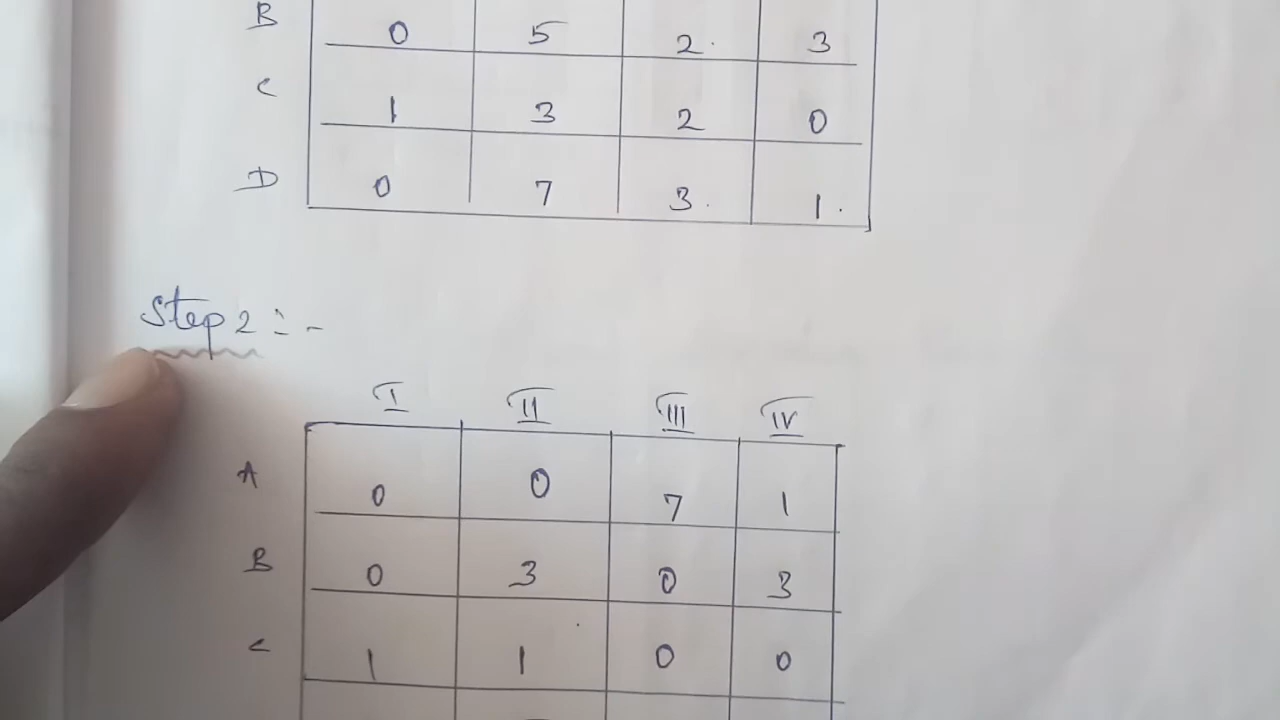 B 0 5 2 3
C 1 3 2 0
D 0 7 3 1
Step 2 :-
I II III IV
A 0 0 7 1
B 0 3 0 3
C 1 1 0 0